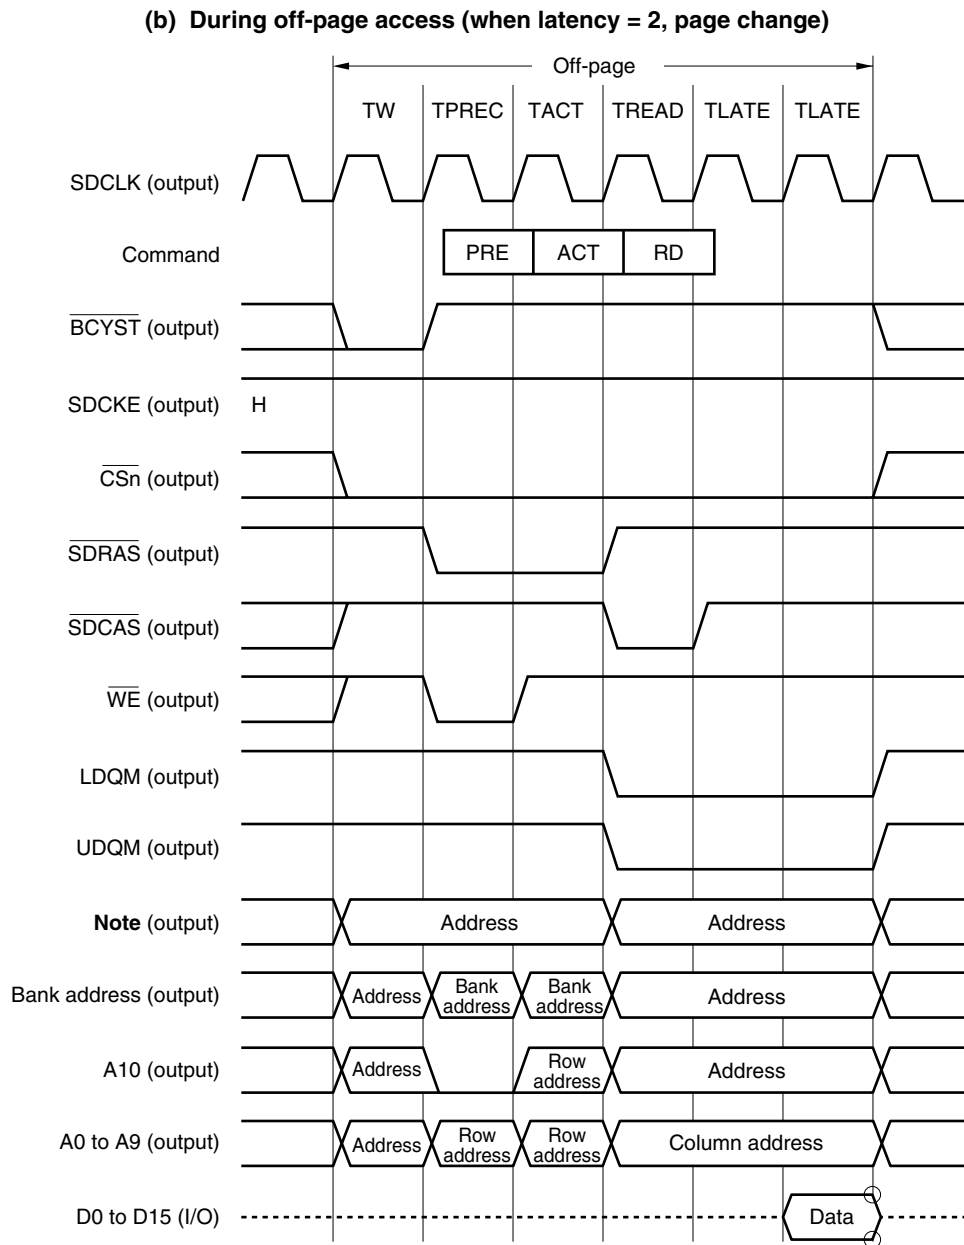 (b) During off-page access (when latency = 2, page change)
Off-page
TW TPREC TACT TREAD TLATE TLATE
SDCLK (output)
Command PRE ACT RD
BCYST (output)
SDCKE (output) H
CSn (output)
SDRAS (output)
SDCAS (output)
WE (output)
LDQM (output)
UDQM (output)
Note (output) Address Address
Bank address (output) Address Bank address Bank address Address
A10 (output) Address Row address Address
A0 to A9 (output) Address Row address Row address Column address
D0 to D15 (I/O) Data